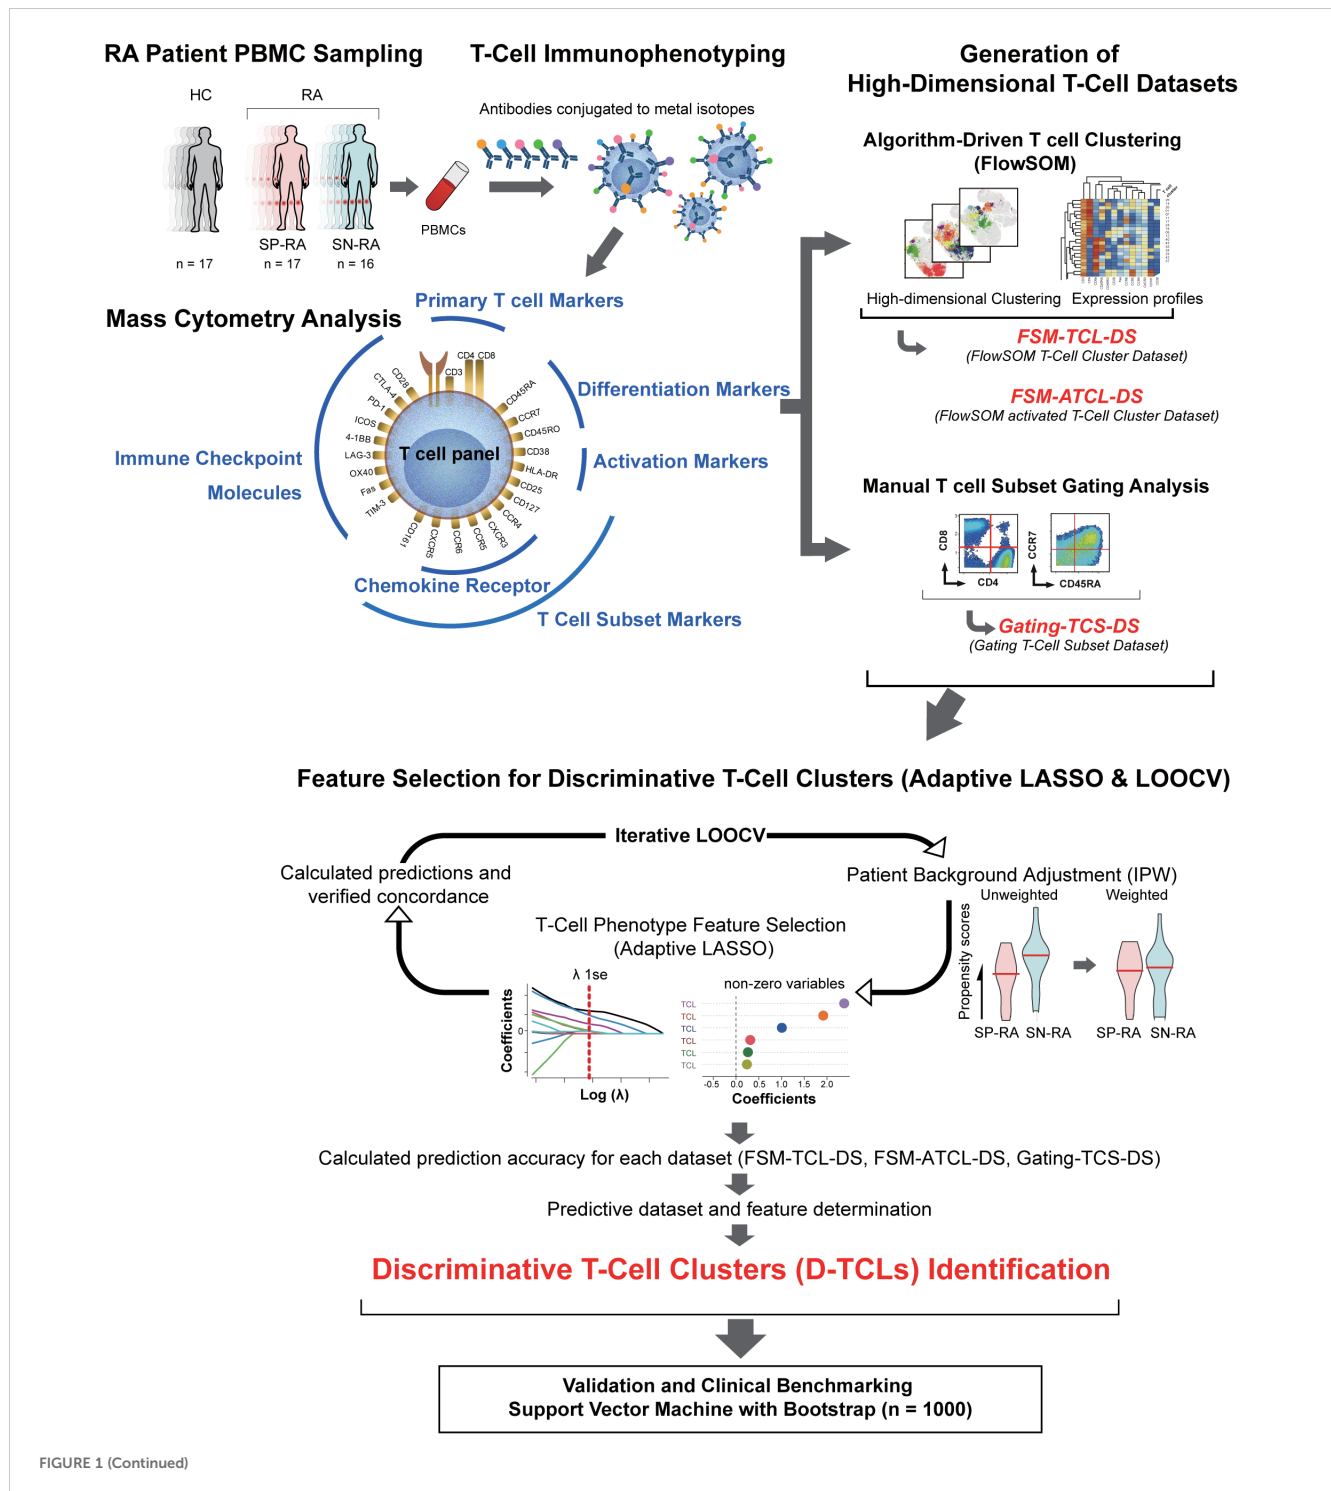 RA Patient PBMC Sampling
HC
RA
SP-RA
SN-RA
n = 17
n = 17
n = 16
PBMCs
T-Cell Immunophenotyping
Antibodies conjugated to metal isotopes
Mass Cytometry Analysis
Primary T cell Markers
Differentiation Markers
Activation Markers
Immune Checkpoint
Molecules
Chemokine Receptor
T Cell Subset Markers
T cell panel
CD3
CD4
CD8
CD45RA
CCR7
CD45RO
CD38
HLA-DR
CD25
CD127
CCR4
CXCR3
CCR5
CCR6
CXCR5
CD161
TIM-3
Fas
OX40
LAG-3
4-1BB
ICOS
PD-1
CTLA-4
CD28
Generation of
High-Dimensional T-Cell Datasets
Algorithm-Driven T cell Clustering
(FlowSOM)
High-dimensional Clustering
Expression profiles
FSM-TCL-DS
(FlowSOM T-Cell Cluster Dataset)
FSM-ATCL-DS
(FlowSOM activated T-Cell Cluster Dataset)
Manual T cell Subset Gating Analysis
CD8
CD4
CCR7
CD45RA
Gating-TCS-DS
(Gating T-Cell Subset Dataset)
Feature Selection for Discriminative T-Cell Clusters (Adaptive LASSO & LOOCV)
Iterative LOOCV
Calculated predictions and
verified concordance
Patient Background Adjustment (IPW)
Unweighted
Weighted
Propensity scores
SP-RA
SN-RA
SP-RA
SN-RA
T-Cell Phenotype Feature Selection
(Adaptive LASSO)
λ 1se
Coefficients
0
Log (λ)
non-zero variables
TCL
TCL
TCL
TCL
TCL
TCL
-0.5 0.0 0.5 1.0 1.5 2.0
Coefficients
Calculated prediction accuracy for each dataset (FSM-TCL-DS, FSM-ATCL-DS, Gating-TCS-DS)
Predictive dataset and feature determination
Discriminative T-Cell Clusters (D-TCLs) Identification
Validation and Clinical Benchmarking
Support Vector Machine with Bootstrap (n = 1000)
FIGURE 1 (Continued)